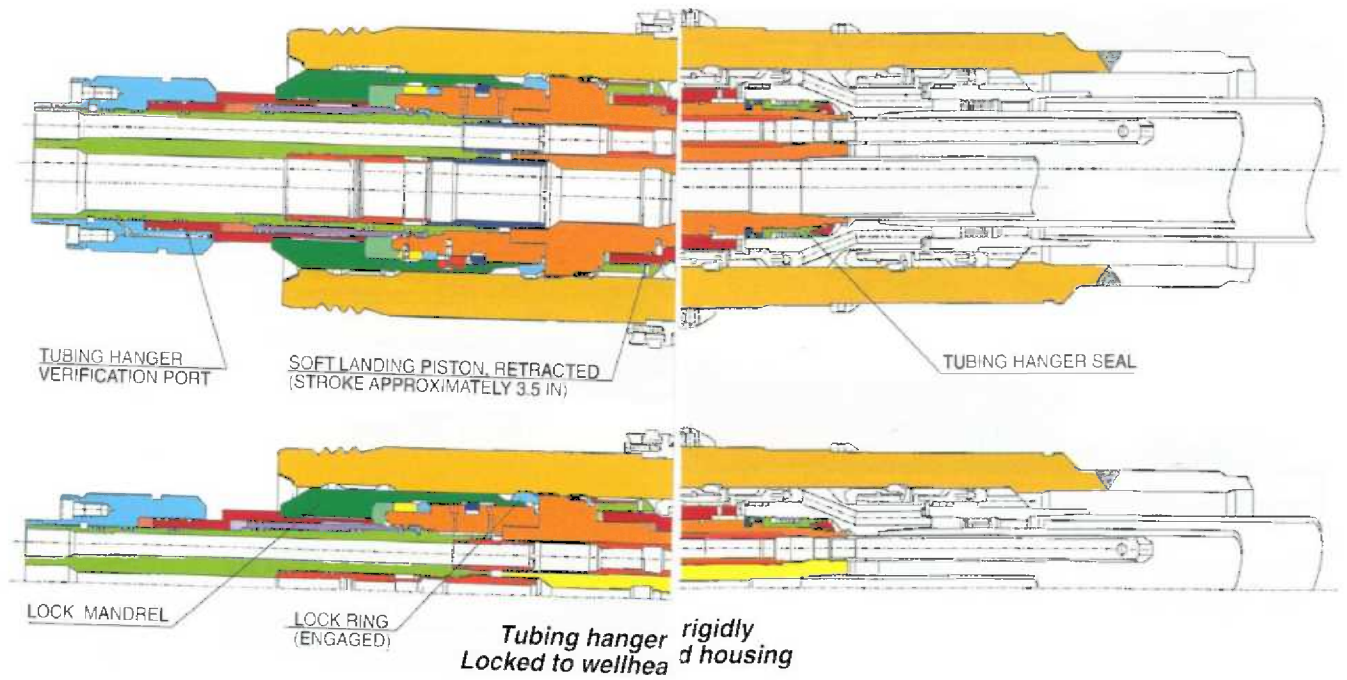 TUBING HANGER
VERIFICATION PORT
SOFT LANDING PISTON, RETRACTED
(STROKE APPROXIMATELY 3.5 IN)
TUBING HANGER SEAL
LOCK MANDREL
LOCK RING
(ENGAGED)
Tubing hanger rigidly
Locked to wellhead housing